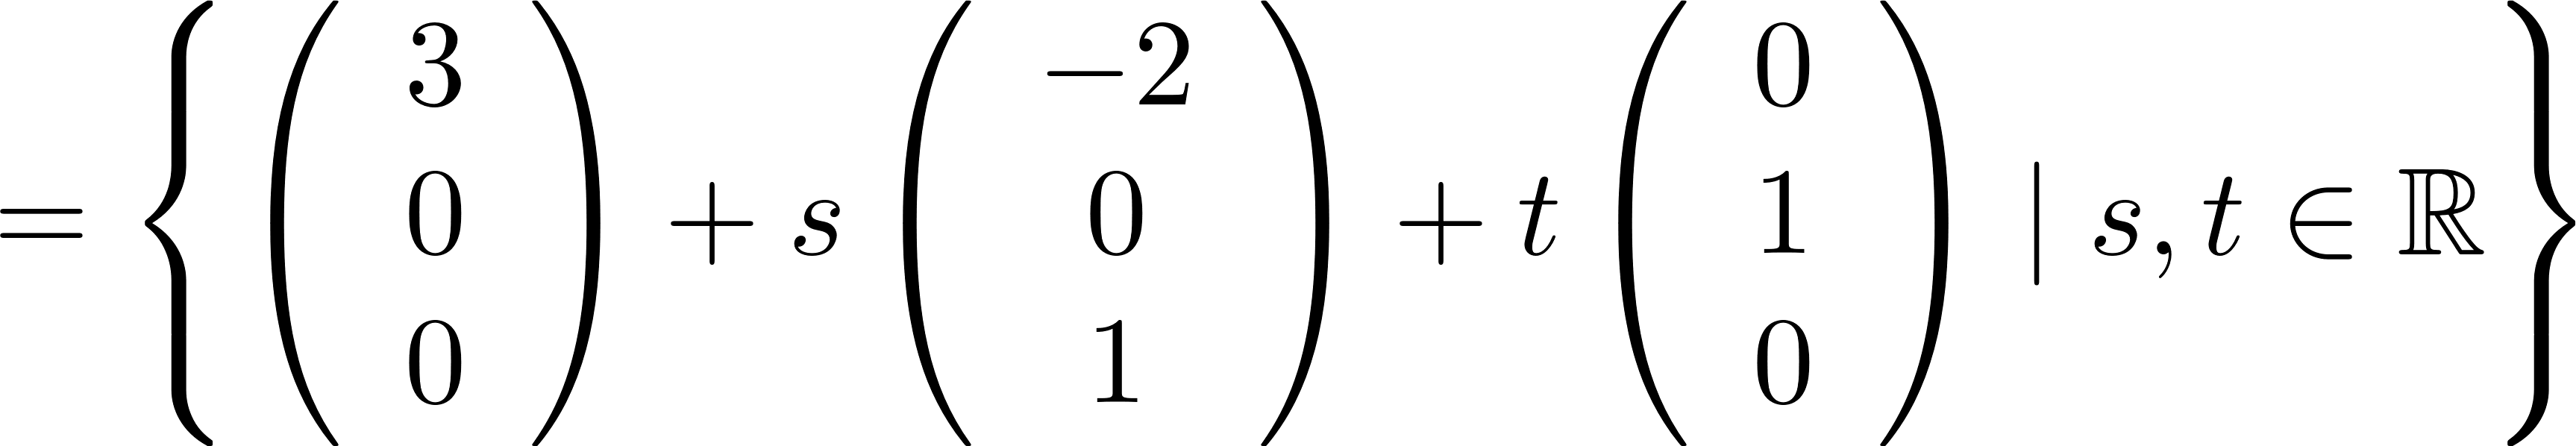 = { ( 3 0 0 ) + s ( −2 0 1 ) + t ( 0 1 0 ) | s, t ∈ ℝ }